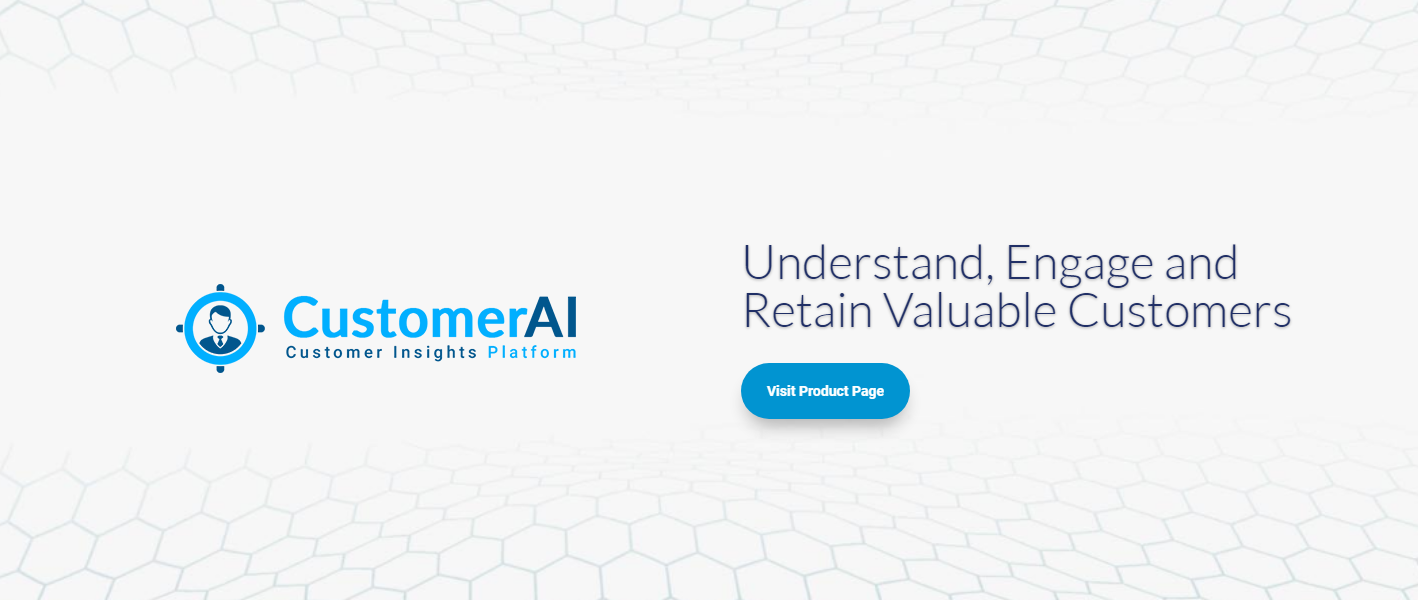 CustomerAI
Customer Insights Platform
Understand, Engage and
Retain Valuable Customers
Visit Product Page